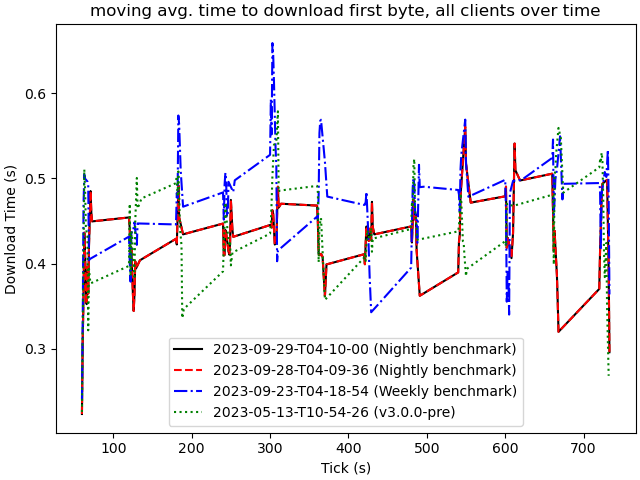 moving avg. time to download first byte, all clients over time
Download Time (s)
0.6
0.5
0.4
0.3
2023-09-29-T04-10-00 (Nightly benchmark)
2023-09-28-T04-09-36 (Nightly benchmark)
2023-09-23-T04-18-54 (Weekly benchmark)
2023-05-13-T10-54-26 (v3.0.0-pre)
100 200 300 400 500 600 700
Tick (s)